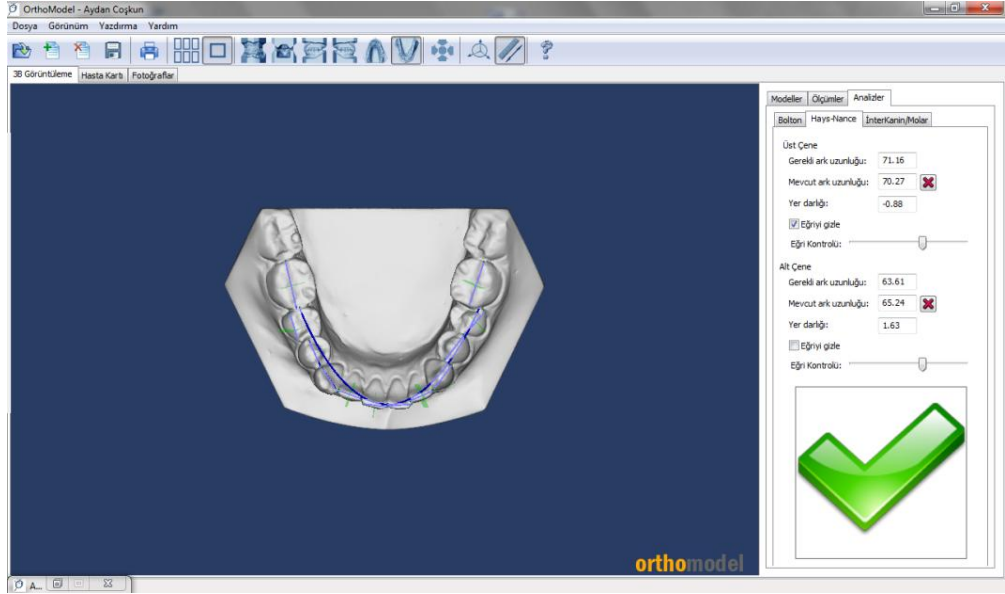 OrthoModel - Aydan Coşkun
Dosya Görünüm Yazdırma Yardım
3B Görüntüleme Hasta Kartı Fotoğraflar
Modeller Ölçümler Analizler
Bolton Hays-Nance İnterKanin/Molar
Üst Çene
Gerekli ark uzunluğu: 71.16
Mevcut ark uzunluğu: 70.27
Yer darlığı: -0.88
Eğriyi gizle
Eğri Kontrolü:
Alt Çene
Gerekli ark uzunluğu: 63.61
Mevcut ark uzunluğu: 65.24
Yer darlığı: 1.63
Eğriyi gizle
Eğri Kontrolü:
orthomodel
A...